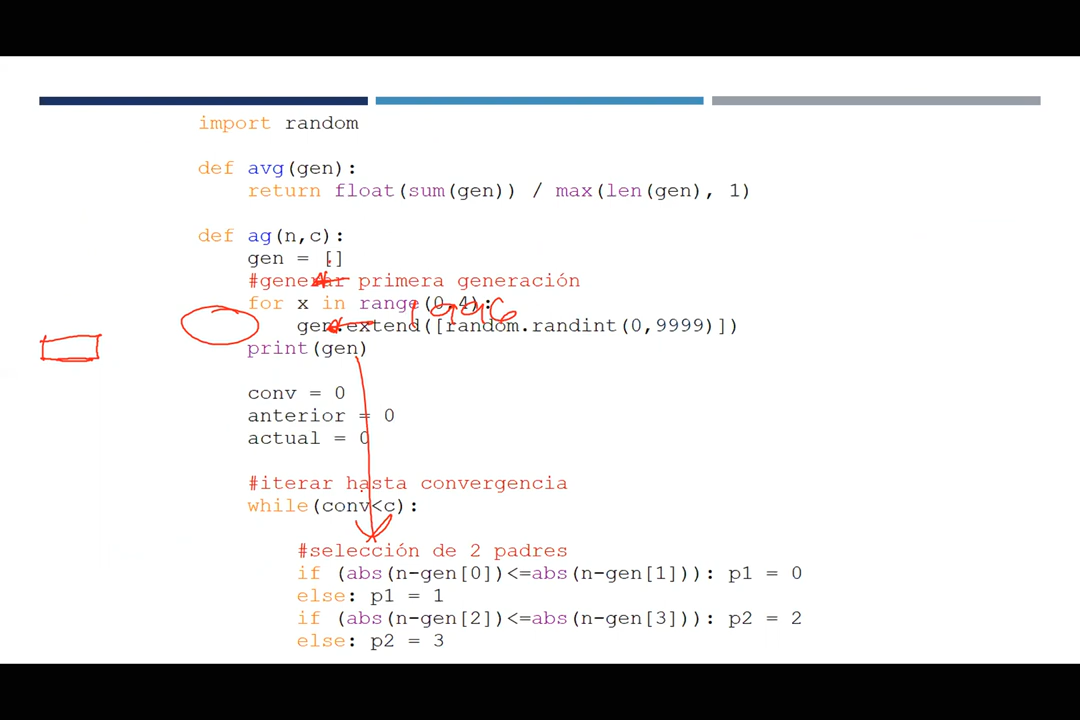 import random
def avg(gen):
return float(sum(gen)) / max(len(gen), 1)
def ag(n,c):
gen = []
#generar primera generación
for x in range(0,4):
1996
gen.extend([random.randint(0,9999)])
print(gen)
conv = 0
anterior = 0
actual = 0
#iterar hasta convergencia
while(conv<c):
#selección de 2 padres
if (abs(n-gen[0])<=abs(n-gen[1])): p1 = 0
else: p1 = 1
if (abs(n-gen[2])<=abs(n-gen[3])): p2 = 2
else: p2 = 3